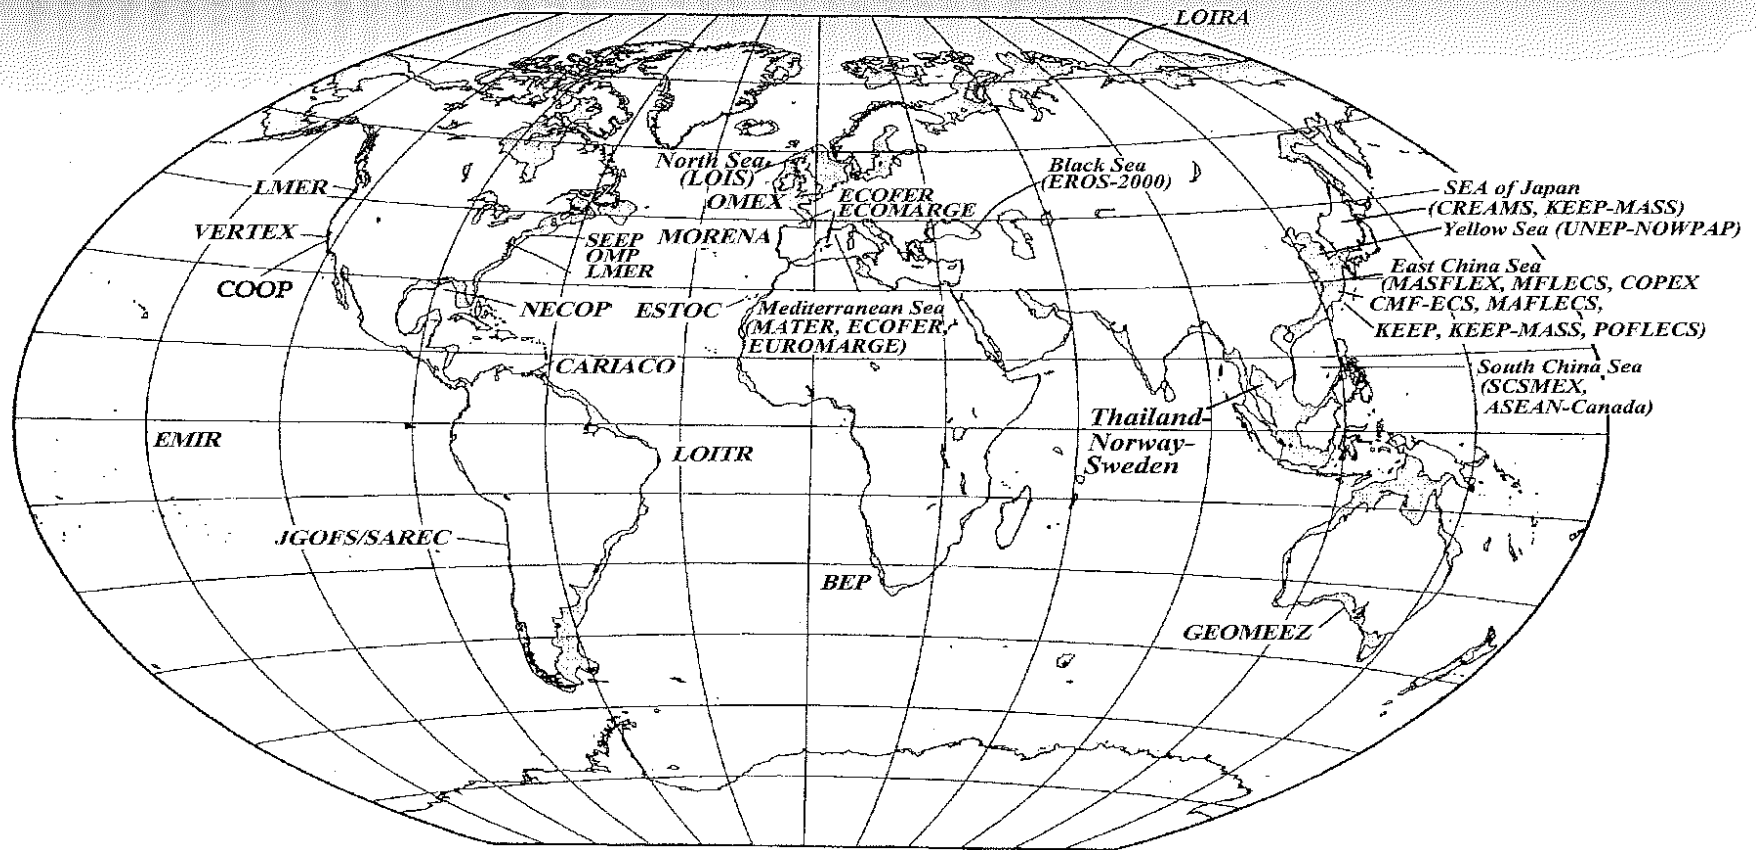 LOIRA
North Sea
(LOIS)
Black Sea
(EROS-2000)
LMER
OMEX
ECOFER
ECOMARGE
SEA of Japan
(CREAMS, KEEP-MASS)
Yellow Sea (UNEP-NOWPAP)
VERTEX
SEEP
OMP
LMER
MORENA
COOP
East China Sea
(MASFLEX, MFLECS, COPEX
CMF-ECS, MAFLECS,
KEEP, KEEP-MASS, POFLECS)
NECOP
ESTOC
Mediterranean Sea
(MATER, ECOFER,
EUROMARGE)
CARIACO
South China Sea
(SCSMEX,
ASEAN-Canada)
Thailand-
Norway-
Sweden
EMIR
LOITR
JGOFS/SAREC
BEP
GEOMEEZ